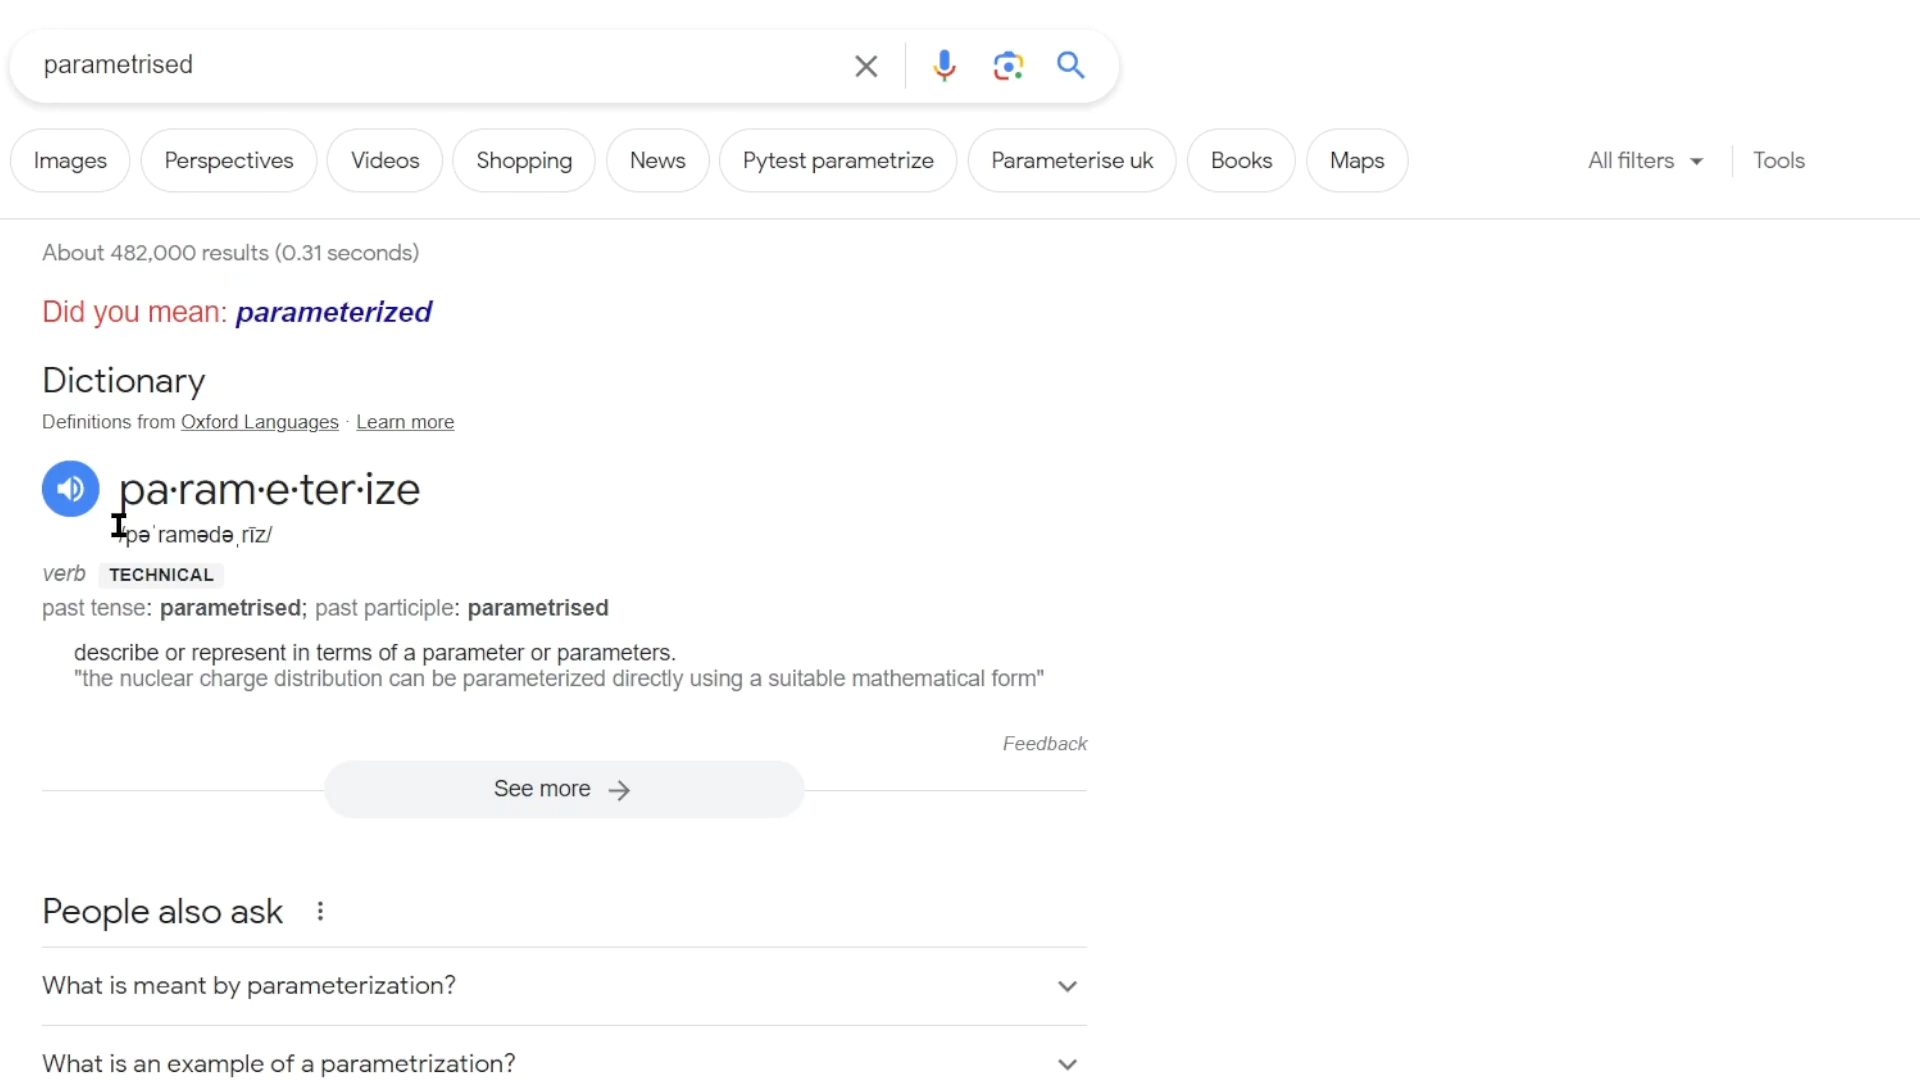 parametrised
Images Perspectives Videos Shopping News Pytest parametrize Parameterise uk Books Maps All filters Tools
About 482,000 results (0.31 seconds)
Did you mean: parameterized
Dictionary
Definitions from Oxford Languages · Learn more
pa·ram·e·ter·ize
/pəˈramədəˌrīz/
verb TECHNICAL
past tense: parametrised; past participle: parametrised
describe or represent in terms of a parameter or parameters.
"the nuclear charge distribution can be parameterized directly using a suitable mathematical form"
Feedback
See more
People also ask
What is meant by parameterization?
What is an example of a parametrization?